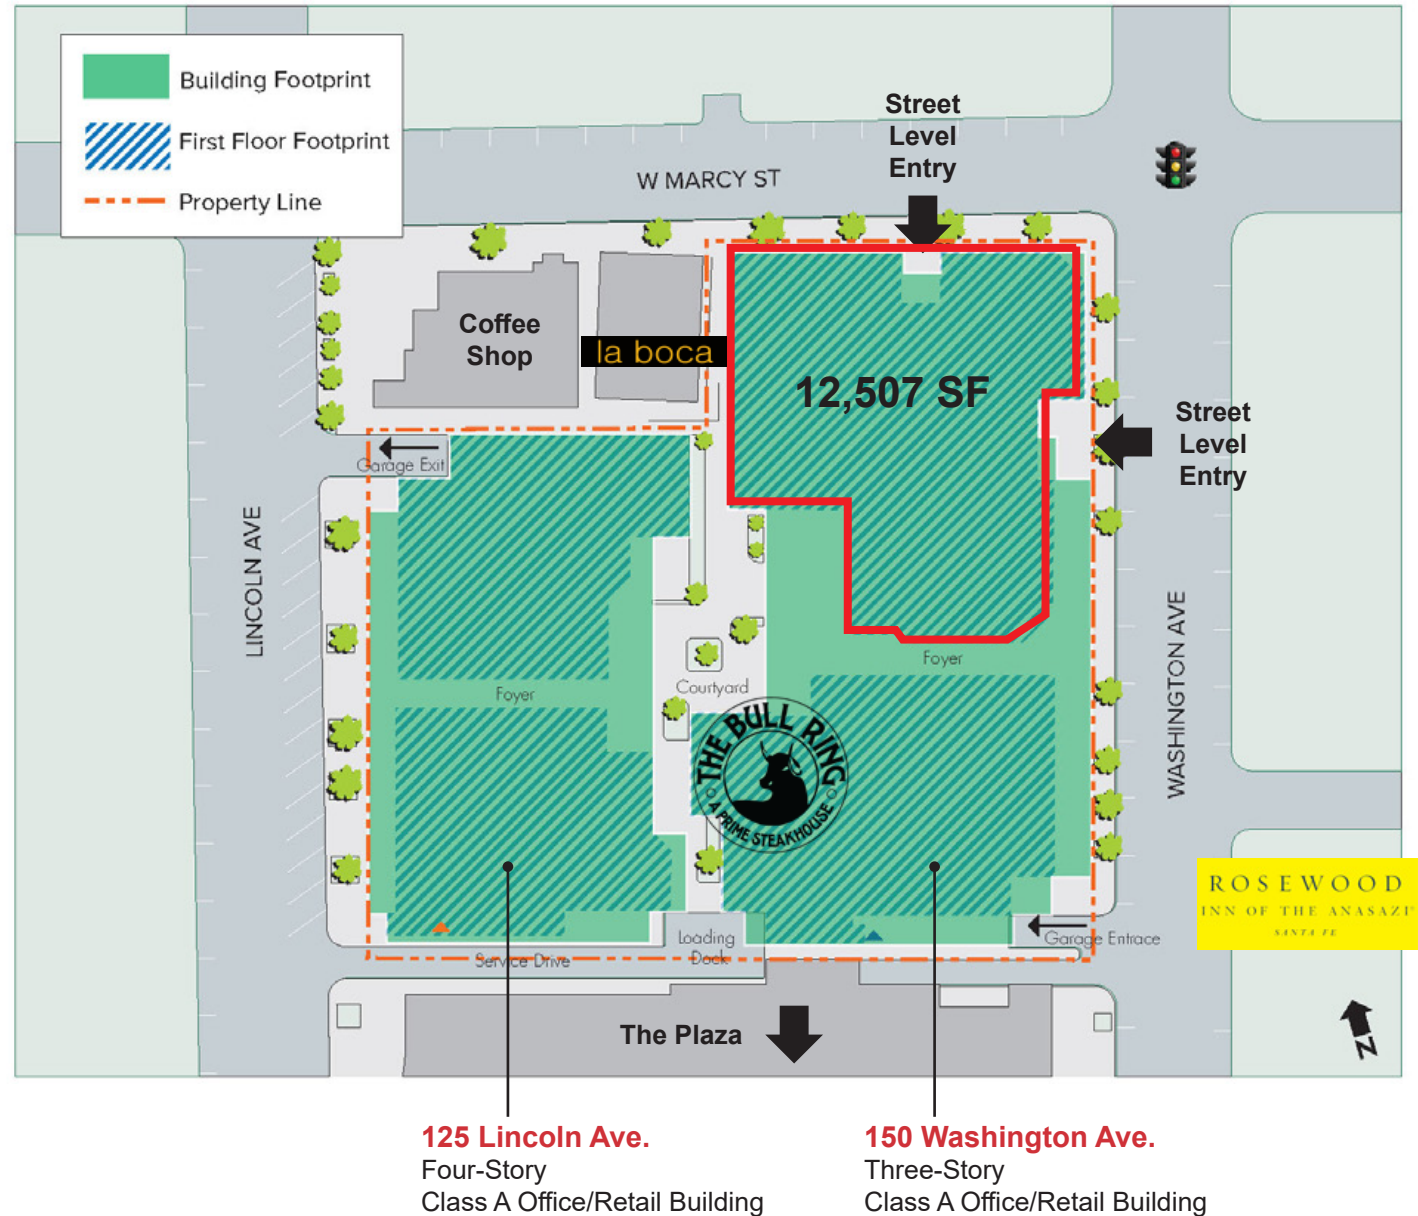 Building Footprint
First Floor Footprint
Property Line
Street
Level
Entry
W MARCY ST
Coffee
Shop
la boca
12,507 SF
Street
Level
Entry
Garage Exit
LINCOLN AVE
WASHINGTON AVE
Foyer
Foyer
Courtyard
THE BULL RING
A PRIME STEAKHOUSE
ROSEWOOD
INN OF THE ANASAZI
SANTA FE
Loading
Dock
Garage Entrace
Service Drive
The Plaza
N
125 Lincoln Ave.
Four-Story
Class A Office/Retail Building
150 Washington Ave.
Three-Story
Class A Office/Retail Building